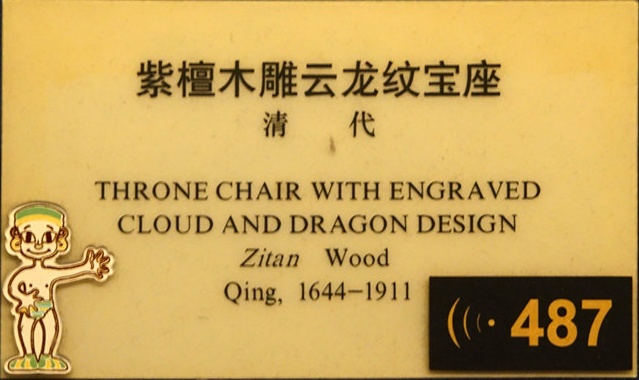 紫檀木雕云龙纹宝座
清 代
THRONE CHAIR WITH ENGRAVED
CLOUD AND DRAGON DESIGN
Zitan Wood
Qing, 1644–1911
487